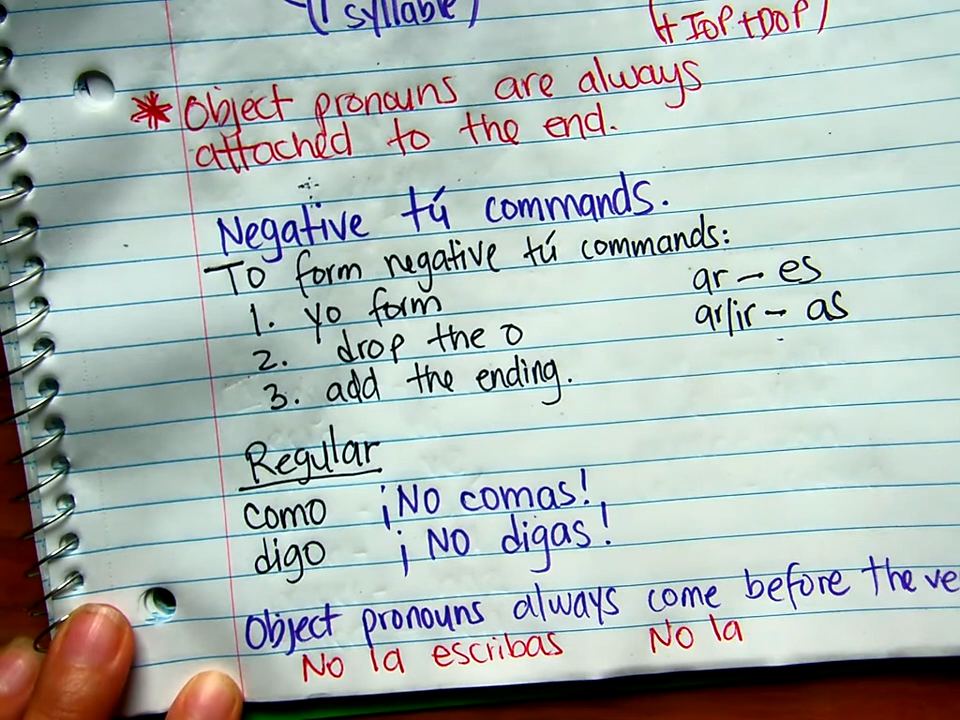 (1 syllable)
(+ IOP + DOP)
* Object pronouns are always
attached to the end.
Negative tú commands.
To form negative tú commands:
1. yo form
2. drop the o
3. add the ending.
ar - es
ar/ir - as
Regular
como ¡No comas!
digo ¡No digas!
Object pronouns always come before the ve
No la escribas No la